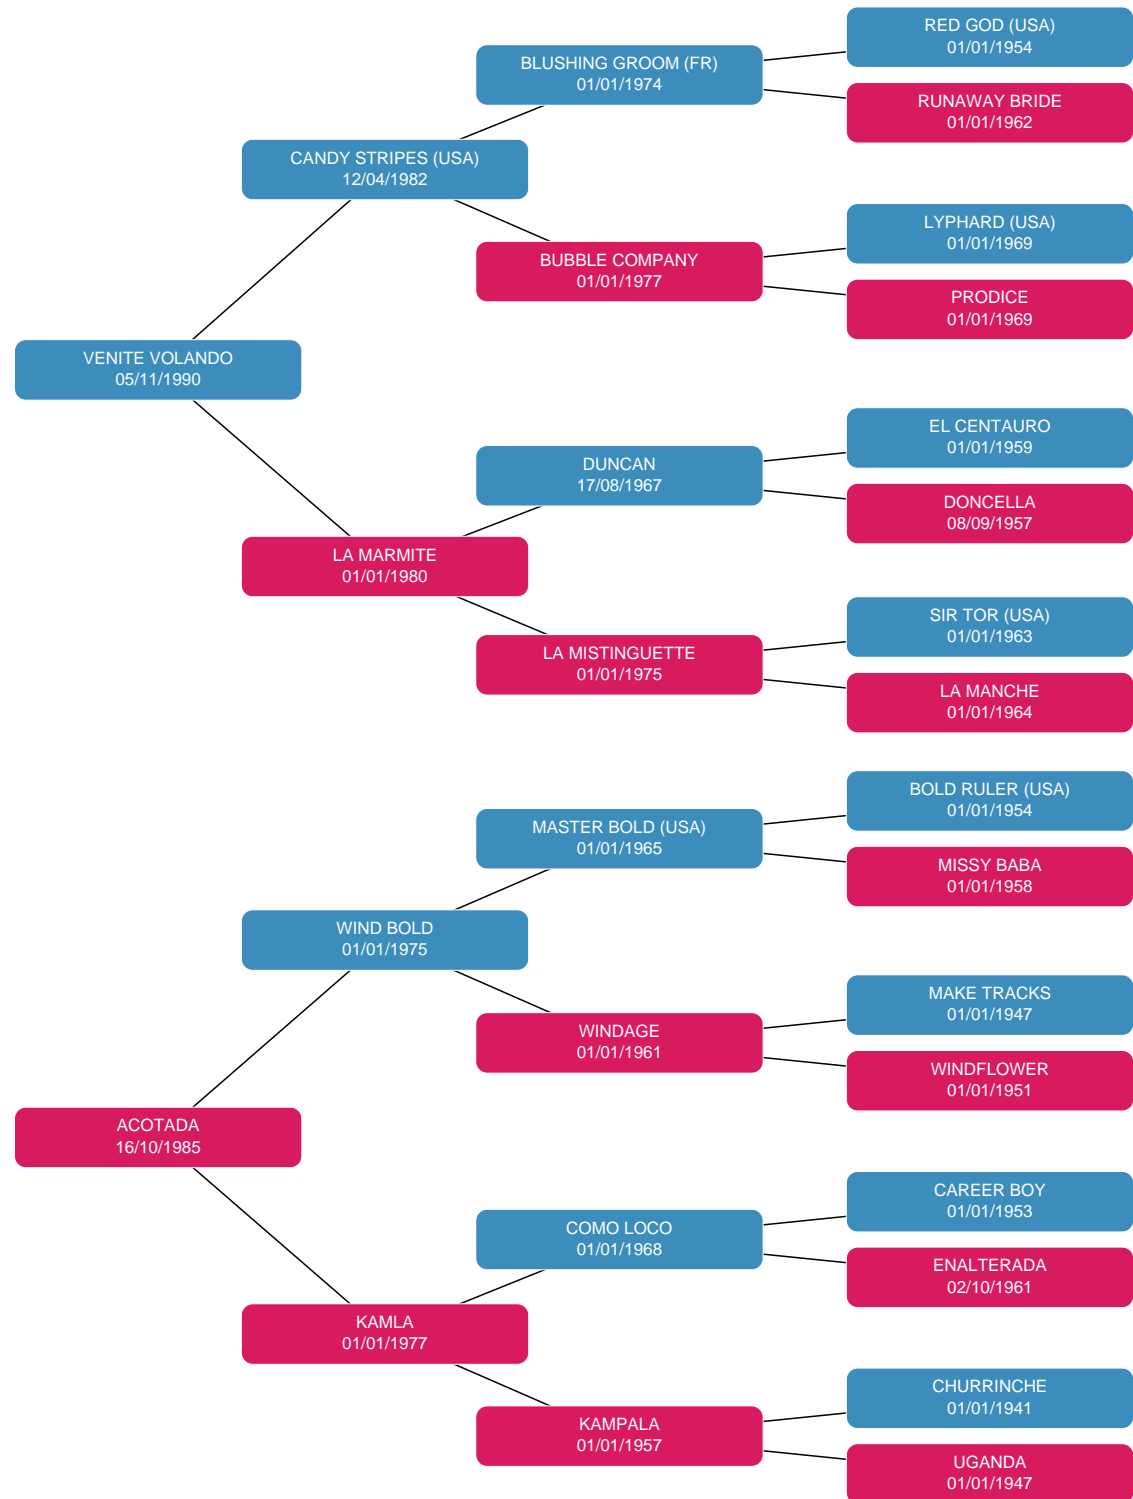 RED GOD (USA)
01/01/1954
BLUSHING GROOM (FR)
01/01/1974
RUNAWAY BRIDE
01/01/1962
CANDY STRIPES (USA)
12/04/1982
LYPHARD (USA)
01/01/1969
BUBBLE COMPANY
01/01/1977
PRODICE
01/01/1969
VENITE VOLANDO
05/11/1990
EL CENTAURO
01/01/1959
DUNCAN
17/08/1967
DONCELLA
08/09/1957
LA MARMITE
01/01/1980
SIR TOR (USA)
01/01/1963
LA MISTINGUETTE
01/01/1975
LA MANCHE
01/01/1964
BOLD RULER (USA)
01/01/1954
MASTER BOLD (USA)
01/01/1965
MISSY BABA
01/01/1958
WIND BOLD
01/01/1975
MAKE TRACKS
01/01/1947
WINDAGE
01/01/1961
WINDFLOWER
01/01/1951
ACOTADA
16/10/1985
CAREER BOY
01/01/1953
COMO LOCO
01/01/1968
ENALTERADA
02/10/1961
KAMLA
01/01/1977
CHURRINCHE
01/01/1941
KAMPALA
01/01/1957
UGANDA
01/01/1947